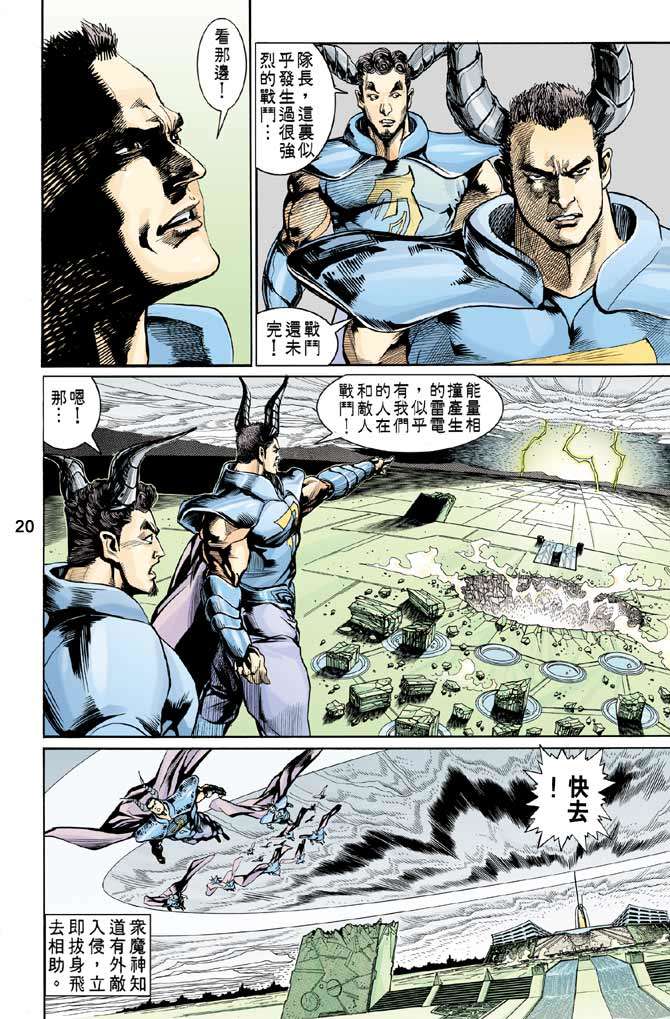 隊長，這裏似
乎發生過很強
烈的戰鬥…
戰鬥
還未
完！
看那邊！
能量相
撞產生
的雷電
，似乎
有我們
的人在
和敵人
戰鬥！
嗯！
那…
快去
！
眾魔神知
道有外敵
入侵，立
即拔身飛
去相助。
20